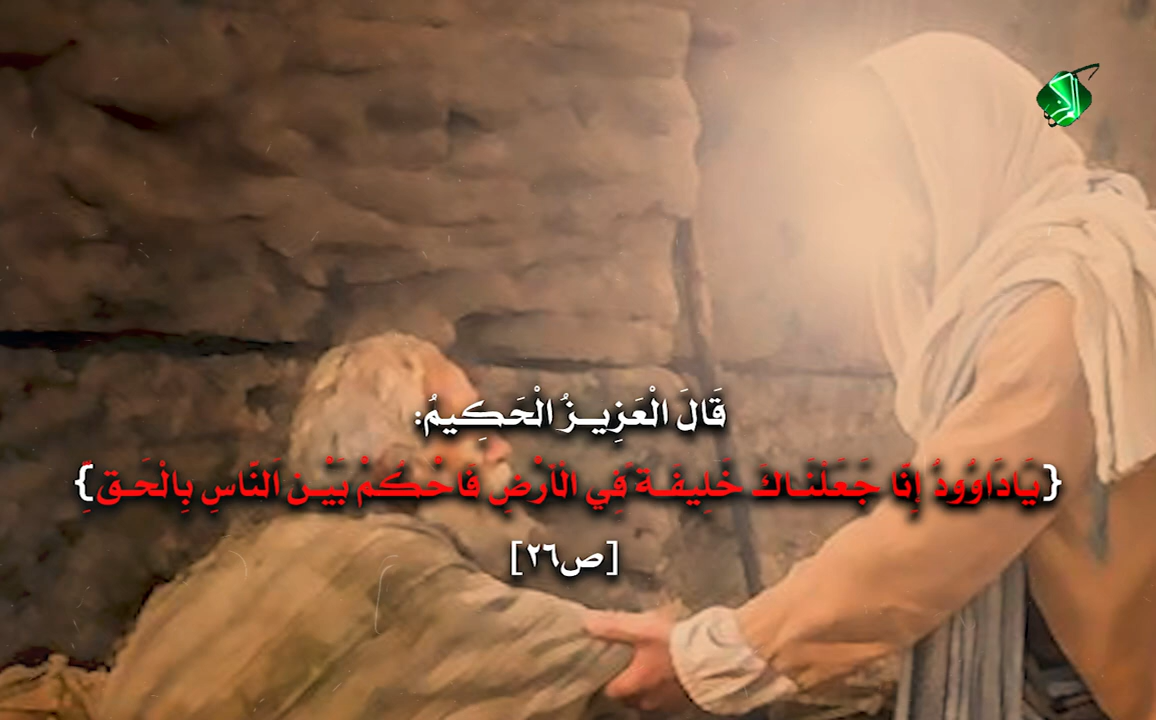 قَالَ الْعَزِيزُ الْحَكِيمُ:
{يَادَاوُودُ إِنَّا جَعَلْنَاكَ خَلِيفَة فِي الْأَرْضِ فَاحْكُمْ بَيْنَ النَّاسِ بِالْحَقِّ}
[ص٢٦]